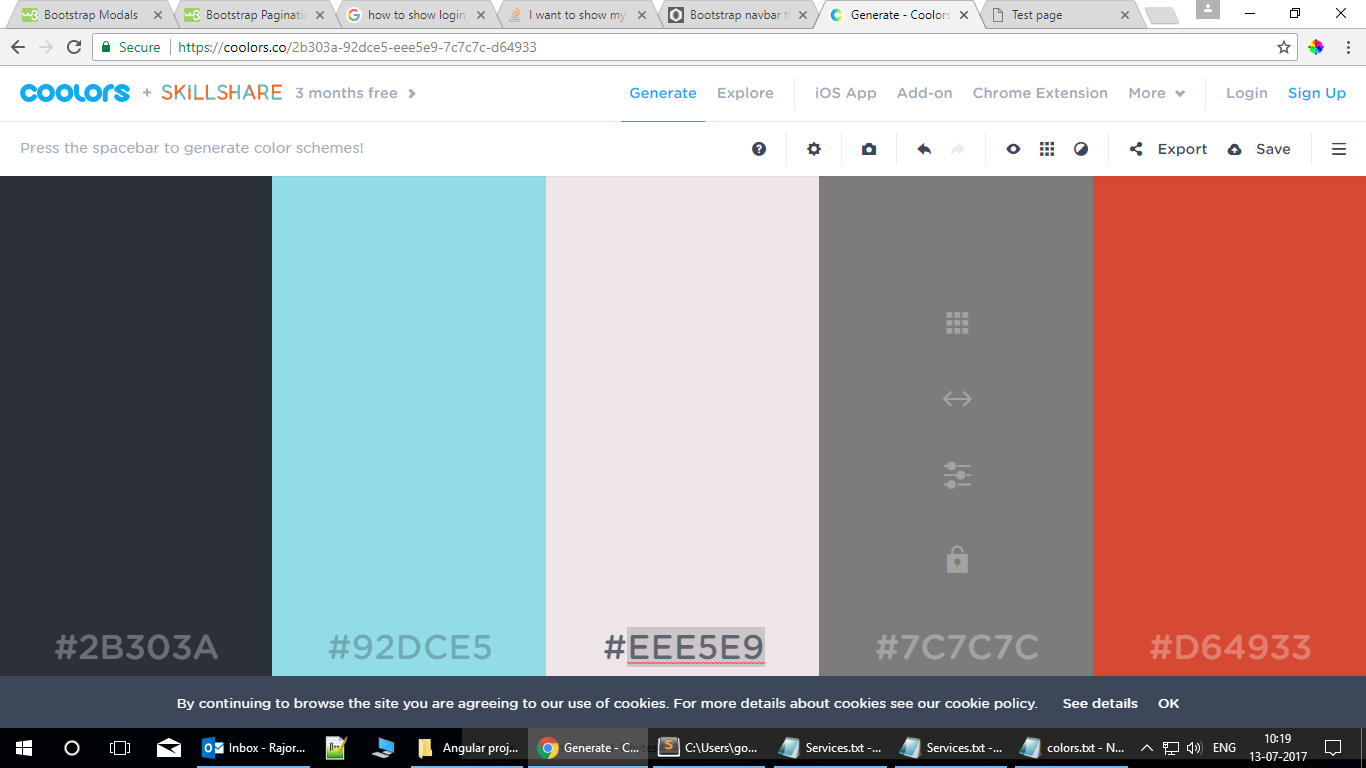 Bootstrap Modals
Bootstrap Paginati
how to show login
I want to show my
Bootstrap navbar t
Generate - Coolors
Test page
Secure
https://coolors.co/2b303a-92dce5-eee5e9-7c7c7c-d64933
coolors + SKILLSHARE 3 months free
Generate Explore iOS App Add-on Chrome Extension More Login Sign Up
Press the spacebar to generate color schemes!
Export Save
#2B303A #92DCE5 #EEE5E9 #7C7C7C #D64933
By continuing to browse the site you are agreeing to our use of cookies. For more details about cookies see our cookie policy. See details OK
Inbox - Rajor...
Angular proj...
Generate - C...
C:\Users\go...
Services.txt -...
Services.txt -...
colors.txt - N...
ENG
10:19
13-07-2017